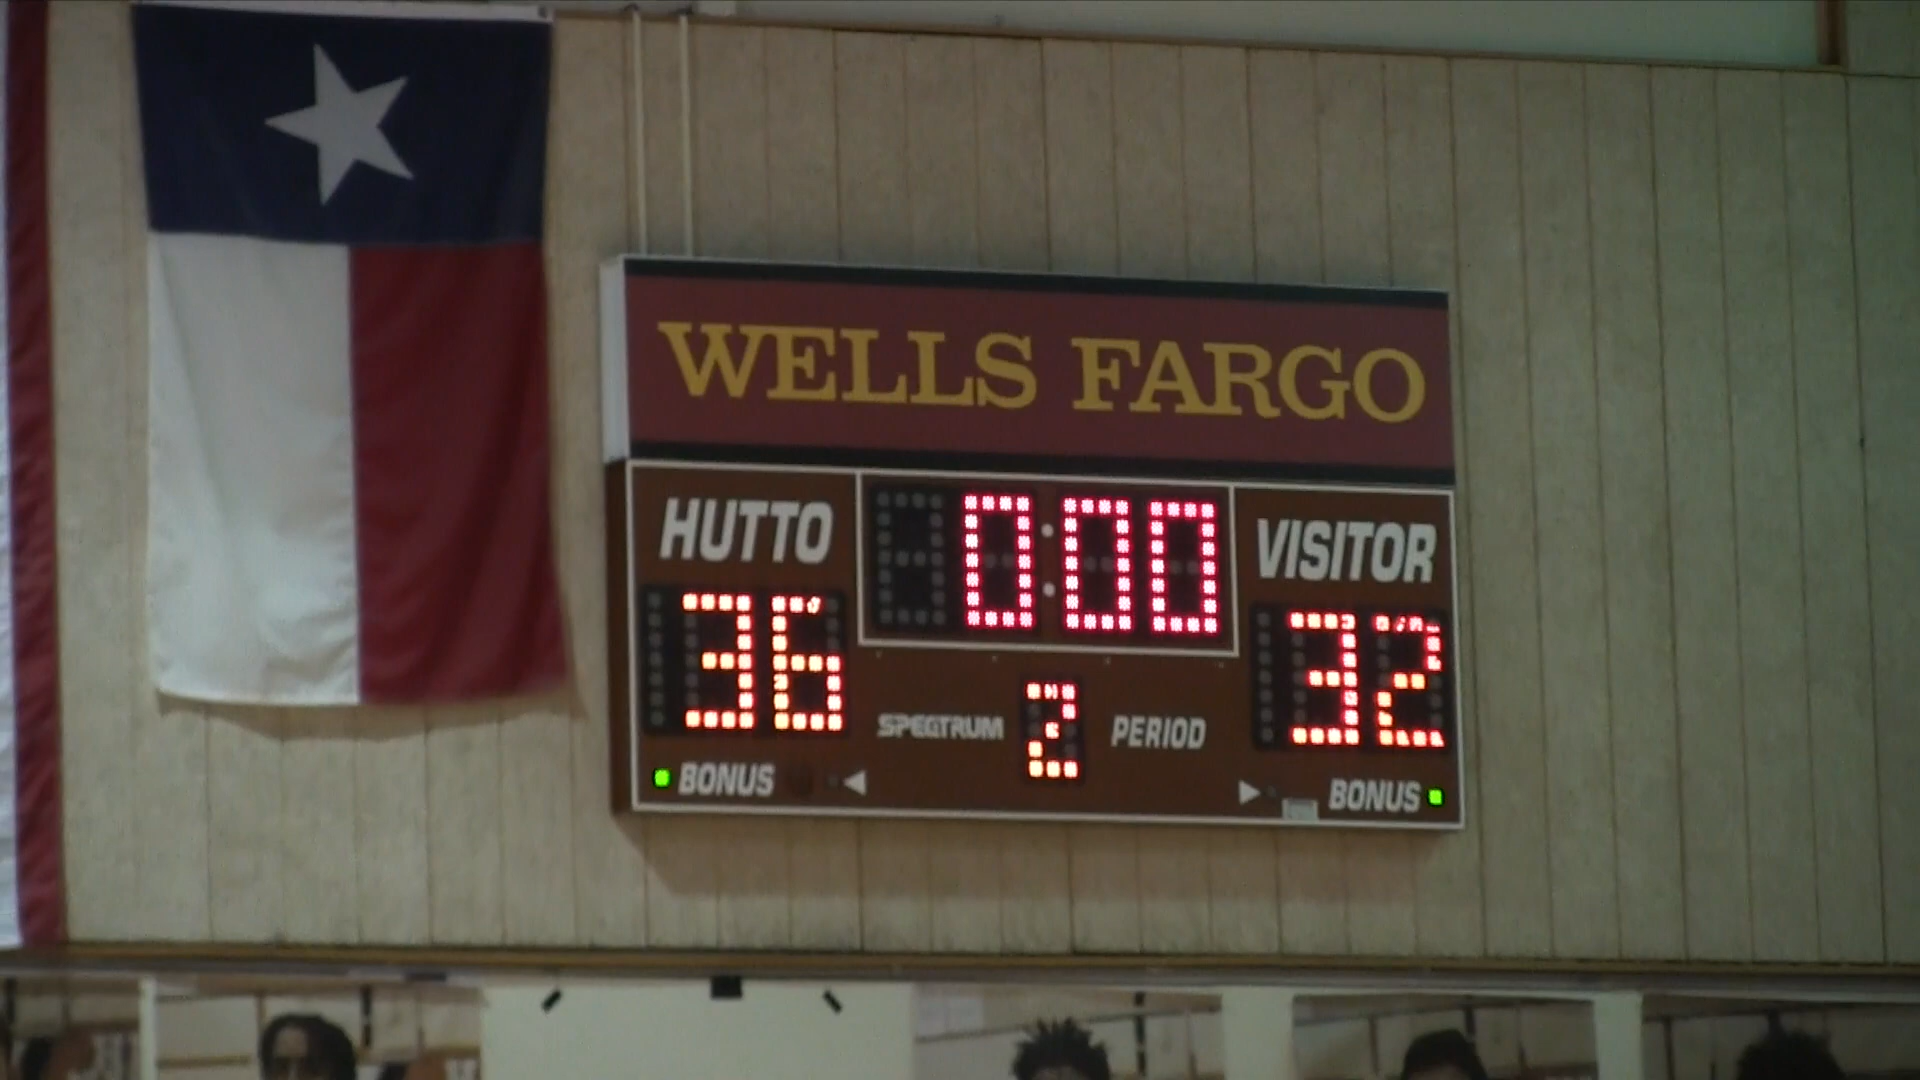 WELLS FARGO
HUTTO 0:00 VISITOR
36 32
SPECTRUM 2 PERIOD
BONUS BONUS